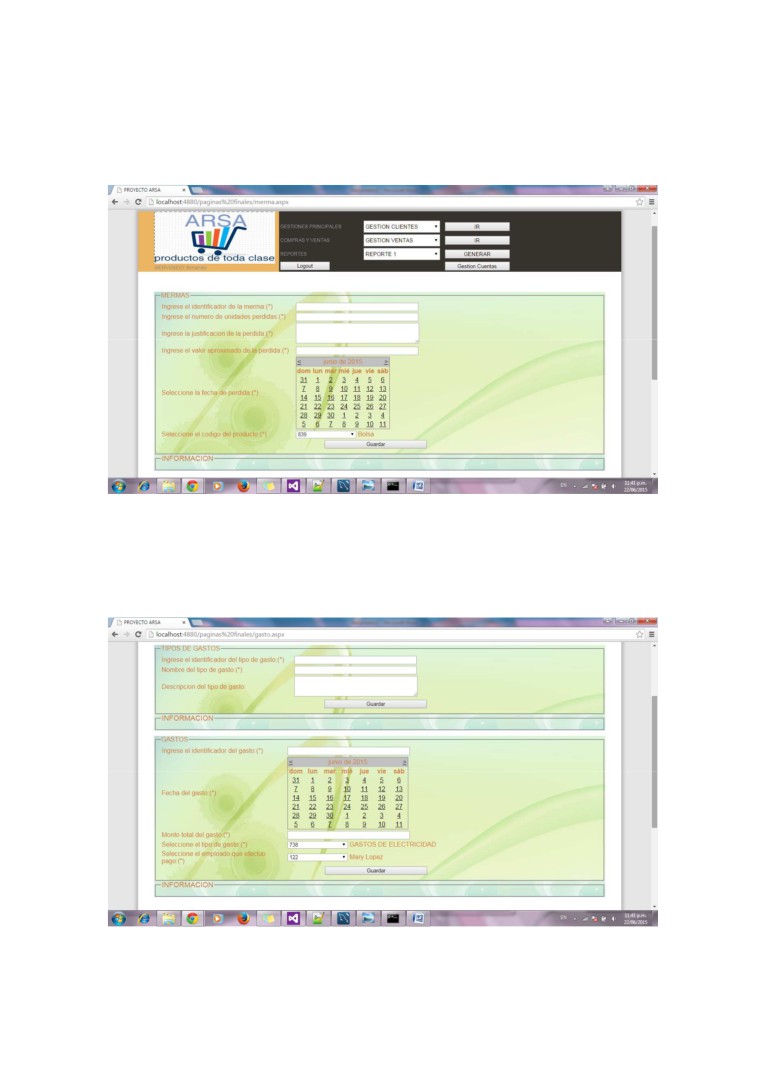 PROYECTO ARSA
localhost:4880/paginas%20finales/merma.aspx
ARSA
productos de toda clase
GESTIONES PRINCIPALES GESTION CLIENTES IR
COMPRAS Y VENTAS GESTION VENTAS IR
REPORTES REPORTE 1 GENERAR
Logout Gestion Cuentas
MERMAS
Ingrese el identificador de la merma (*)
Ingrese el numero de unidades perdidas (*)
Ingrese la justificacion de la perdida (*)
Ingrese el valor aproximado de la perdida (*)
< junio de 2015 >
dom lun mar mié jue vie sáb
31 1 2 3 4 5 6
7 8 9 10 11 12 13
14 15 16 17 18 19 20
21 22 23 24 25 26 27
28 29 30 1 2 3 4
5 6 7 8 9 10 11
Seleccione la fecha de perdida (*)
Seleccione el codigo del producto (*) 839 Bolsa
Guardar
INFORMACION
EN 11:41 p.m.
22/06/2015
PROYECTO ARSA
localhost:4880/paginas%20finales/gasto.aspx
TIPOS DE GASTOS
Ingrese el identificador del tipo de gasto (*)
Nombre del tipo de gasto (*)
Descripcion del tipo de gasto:
Guardar
INFORMACION
GASTOS
Ingrese el identificador del gasto (*)
< junio de 2015 >
dom lun mar mié jue vie sáb
31 1 2 3 4 5 6
7 8 9 10 11 12 13
14 15 16 17 18 19 20
21 22 23 24 25 26 27
28 29 30 1 2 3 4
5 6 7 8 9 10 11
Fecha del gasto (*)
Monto total del gasto (*)
Seleccione el tipo de gasto (*) 738 GASTOS DE ELECTRICIDAD
Seleccione el empleado que efectuo
pago (*) 122 Mary Lopez
Guardar
INFORMACION
EN 11:41 p.m.
22/06/2015